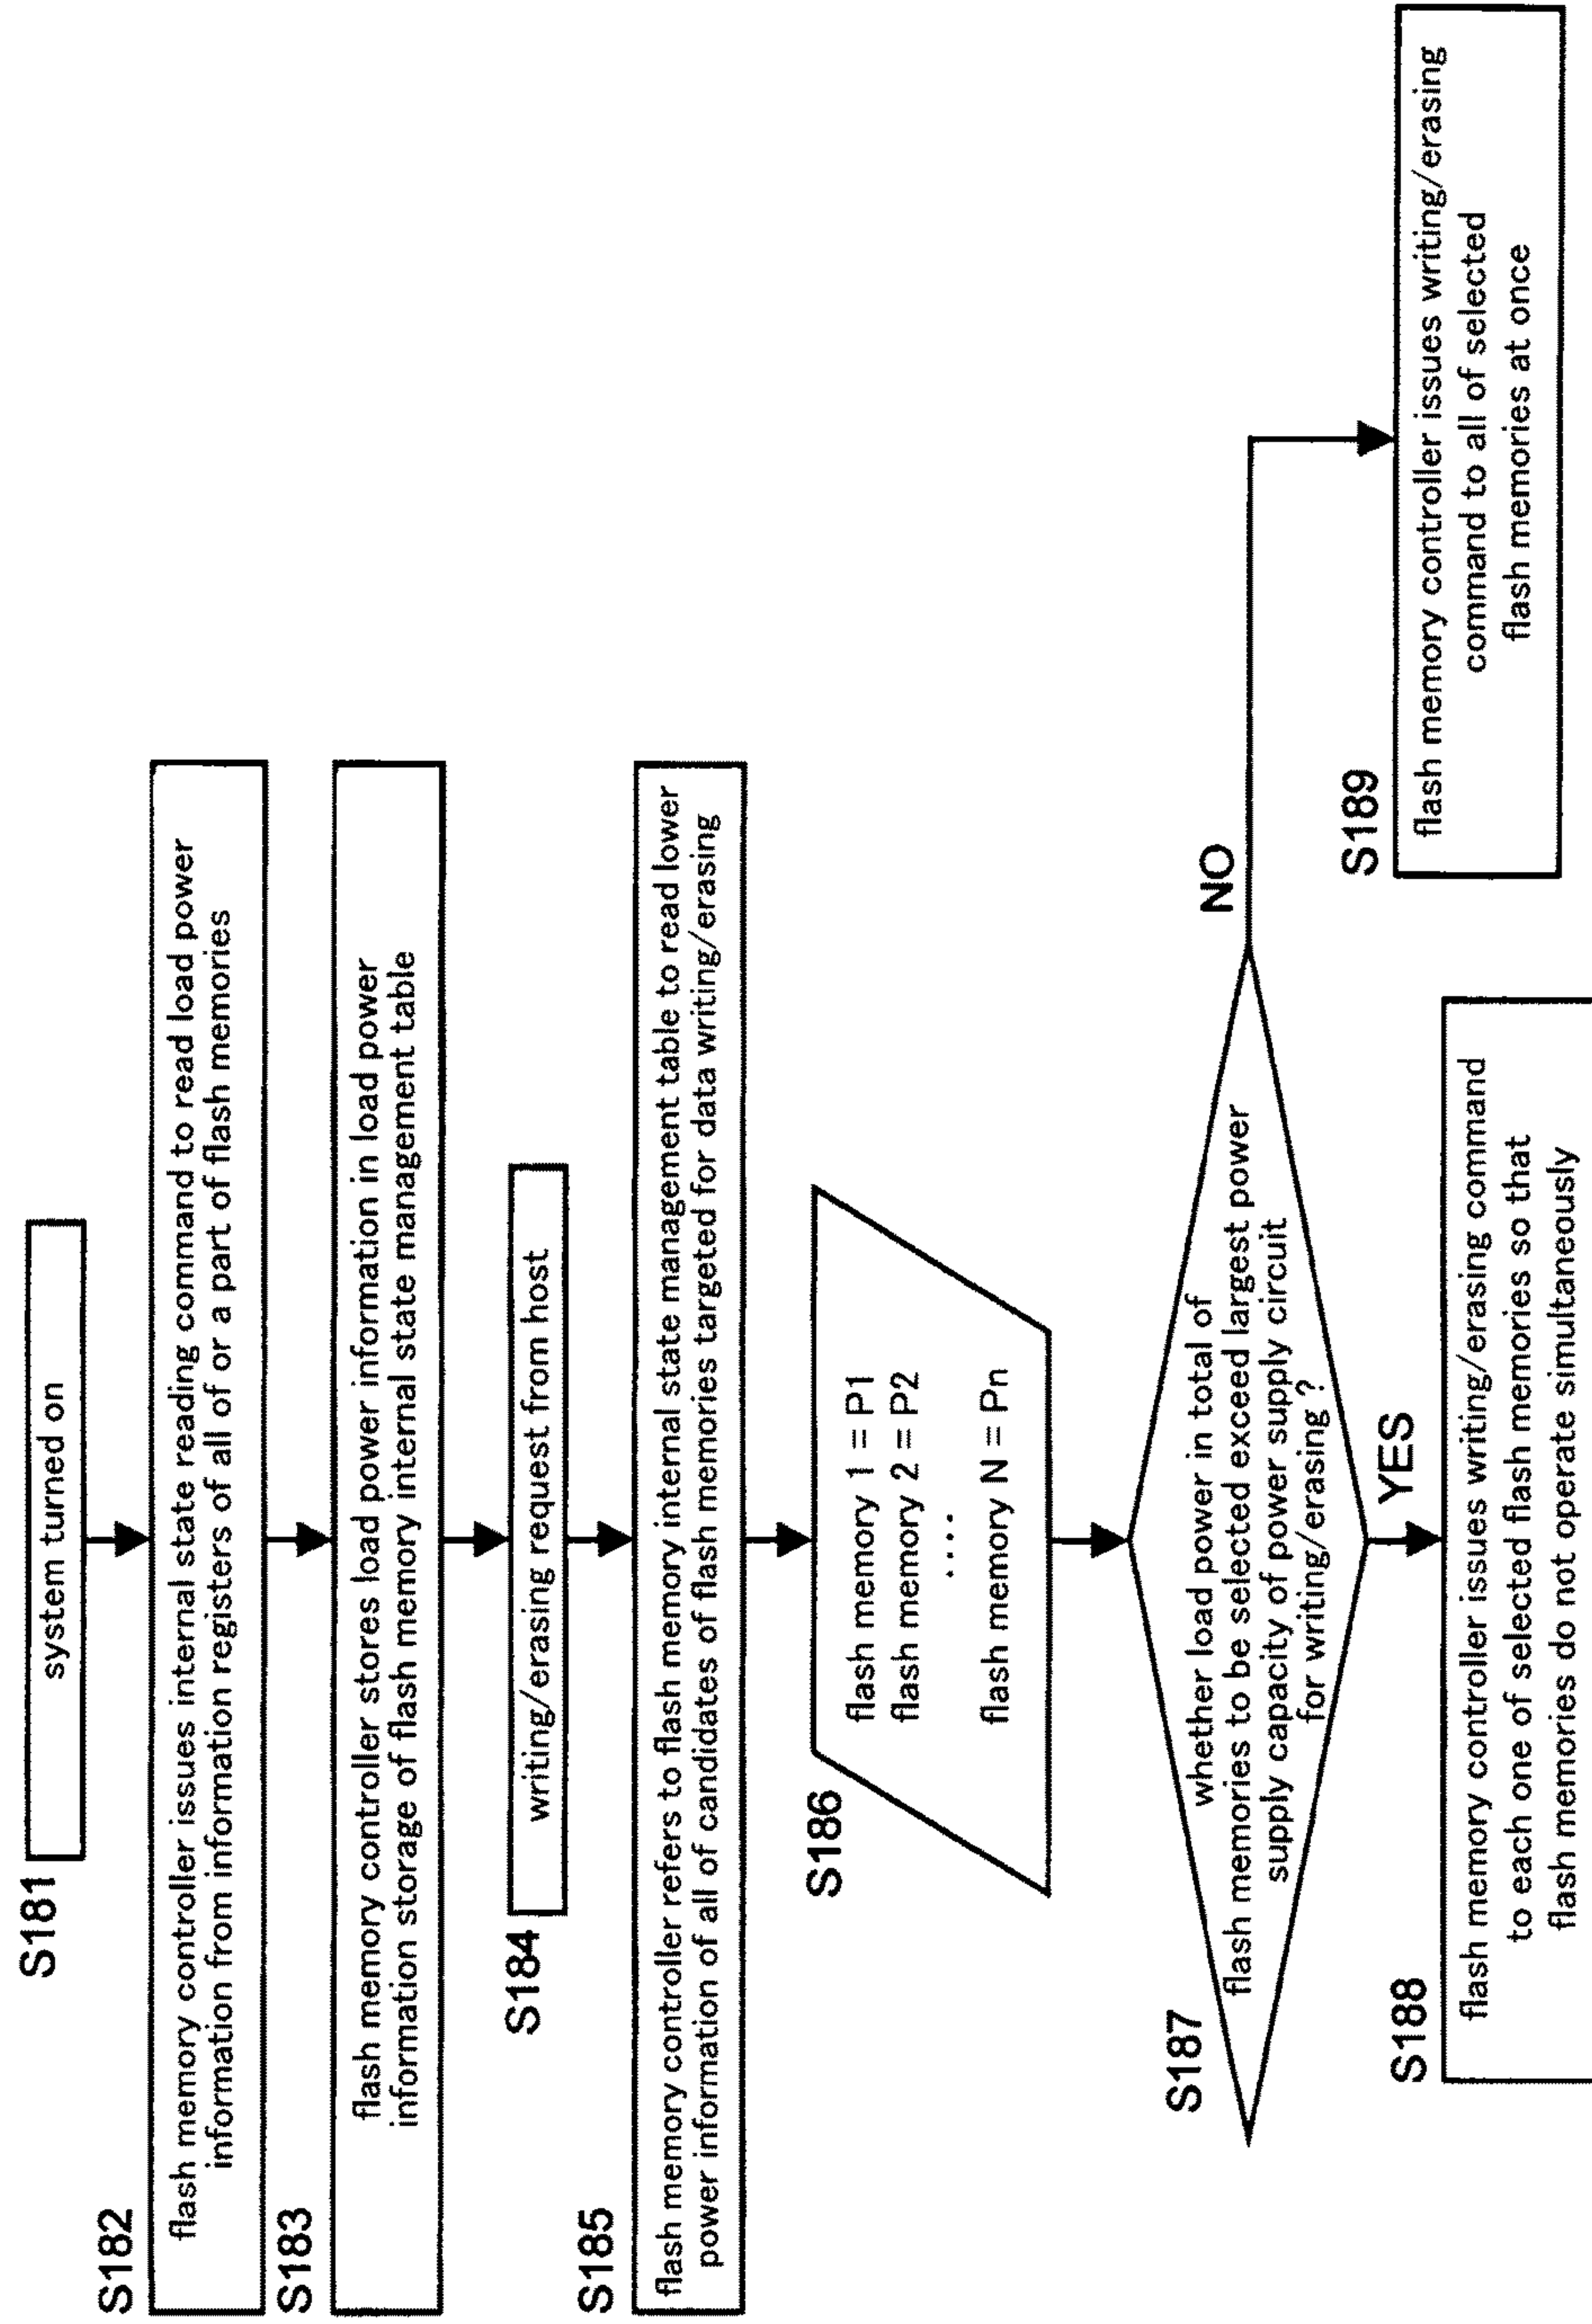 S181
system turned on
S182
flash memory controller issues internal state reading command to read load power
information from information registers of all of or a part of flash memories
S183
flash memory controller stores load power information in load power
information storage of flash memory internal state management table
S184
writing/erasing request from host
S185
flash memory controller refers to flash memory internal state management table to read lower
power information of all of candidates of flash memories targeted for data writing/erasing
S186
flash memory 1 = P1
flash memory 2 = P2
....
flash memory N = Pn
S187
whether load power in total of
flash memories to be selected exceed largest power
supply capacity of power supply circuit
for writing/erasing ?
NO
YES
S188
flash memory controller issues writing/erasing command
to each one of selected flash memories so that
flash memories do not operate simultaneously
S189
flash memory controller issues writing/erasing
command to all of selected
flash memories at once